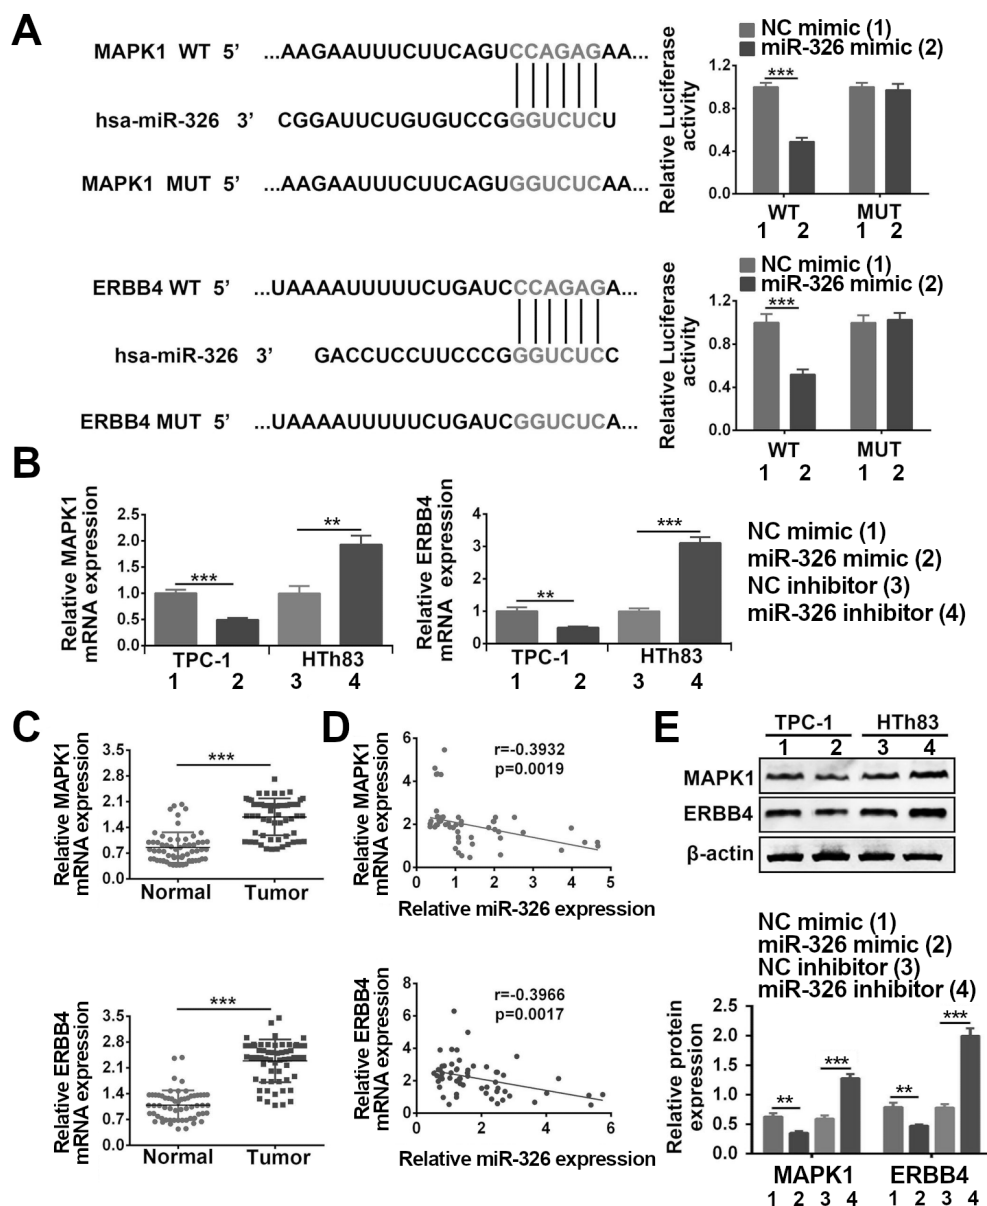 A
MAPK1 WT 5’ ...AAGAAUUUCUUCAGUCCAGAGAA...
hsa-miR-326 3’ CGGAUUCUGUGUCCGGGUCUCU
MAPK1 MUT 5’ ...AAGAAUUUCUUCAGUGGUCUCAA...
NC mimic (1)
miR-326 mimic (2)
Relative Luciferase
activity
1.2
0.8
0.4
0.0
***
WT MUT
1 2 1 2
ERBB4 WT 5’ ...UAAAAUUUUUCUGAUCCCAGAGA...
hsa-miR-326 3’ GACCUCCUUCCCGGGUCUCC
ERBB4 MUT 5’ ...UAAAAUUUUUCUGAUCGGUCUCA...
NC mimic (1)
miR-326 mimic (2)
Relative Luciferase
activity
1.2
0.8
0.4
0.0
***
WT MUT
1 2 1 2
B
Relative MAPK1
mRNA expression
2.5
2.0
1.5
1.0
0.5
0.0
***
**
TPC-1 HTh83
1 2 3 4
Relative ERBB4
mRNA expression
4
3
2
1
0
**
***
TPC-1 HTh83
1 2 3 4
NC mimic (1)
miR-326 mimic (2)
NC inhibitor (3)
miR-326 inhibitor (4)
C
Relative MAPK1
mRNA expression
3.5
2.8
2.1
1.4
0.7
0.0
***
Normal Tumor
Relative ERBB4
mRNA expression
3.5
2.8
2.1
1.4
0.7
0.0
***
Normal Tumor
D
Relative MAPK1
mRNA expression
6
4
2
0
r=-0.3932
p=0.0019
0 1 2 3 4 5
Relative miR-326 expression
Relative ERBB4
mRNA expression
8
6
4
2
0
r=-0.3966
p=0.0017
0 2 4 6
Relative miR-326 expression
E
TPC-1 HTh83
1 2 3 4
MAPK1
ERBB4
β-actin
NC mimic (1)
miR-326 mimic (2)
NC inhibitor (3)
miR-326 inhibitor (4)
Relative protein
expression
2.5
2.0
1.5
1.0
0.5
0.0
**
***
**
***
MAPK1 ERBB4
1 2 3 4 1 2 3 4